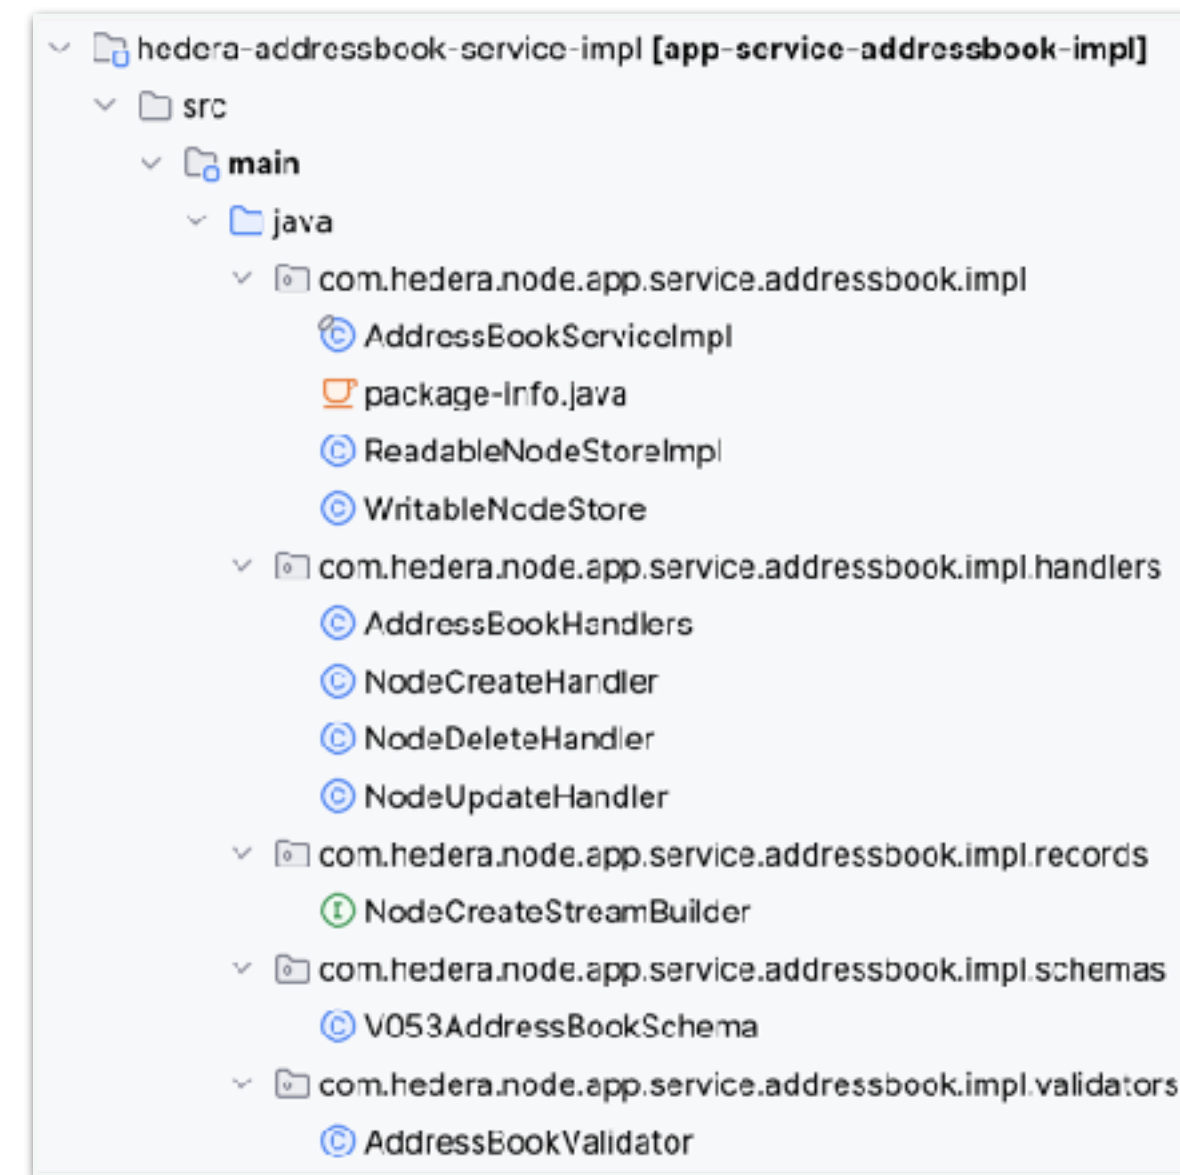 hedera-addressbook-service-impl [app-service-addressbook-impl]
src
main
java
com.hedera.node.app.service.addressbook.impl
AddressBookServiceImpl
package-info.java
ReadableNodeStoreImpl
WritableNodeStore
com.hedera.node.app.service.addressbook.impl.handlers
AddressBookHandlers
NodeCreateHandler
NodeDeleteHandler
NodeUpdateHandler
com.hedera.node.app.service.addressbook.impl.records
NodeCreateStreamBuilder
com.hedera.node.app.service.addressbook.impl.schemas
V053AddressBookSchema
com.hedera.node.app.service.addressbook.impl.validators
AddressBookValidator